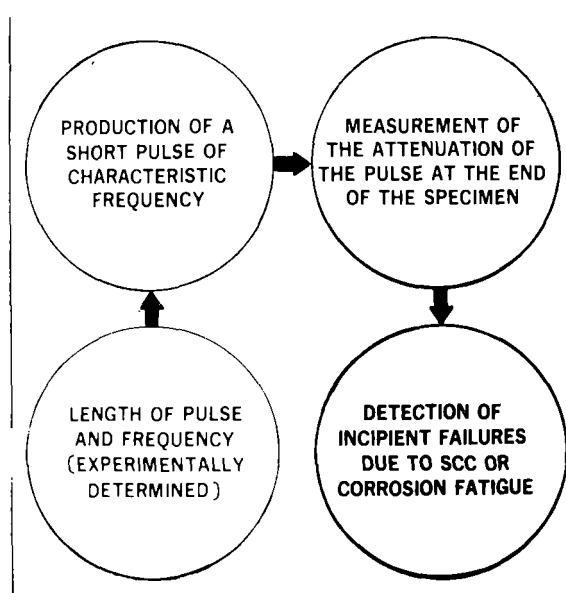 PRODUCTION OF A
SHORT PULSE OF
CHARACTERISTIC
FREQUENCY
MEASUREMENT OF
THE ATTENUATION OF
THE PULSE AT THE END
OF THE SPECIMEN
LENGTH OF PULSE
AND FREQUENCY
(EXPERIMENTALLY
DETERMINED)
DETECTION OF
INCIPIENT FAILURES
DUE TO SCC OR
CORROSION FATIGUE